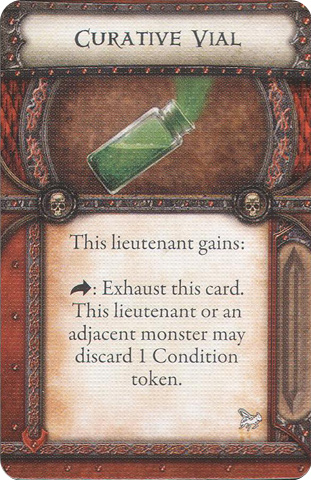 CURATIVE VIAL
This lieutenant gains:
: Exhaust this card.
This lieutenant or an
adjacent monster may
discard 1 Condition
token.